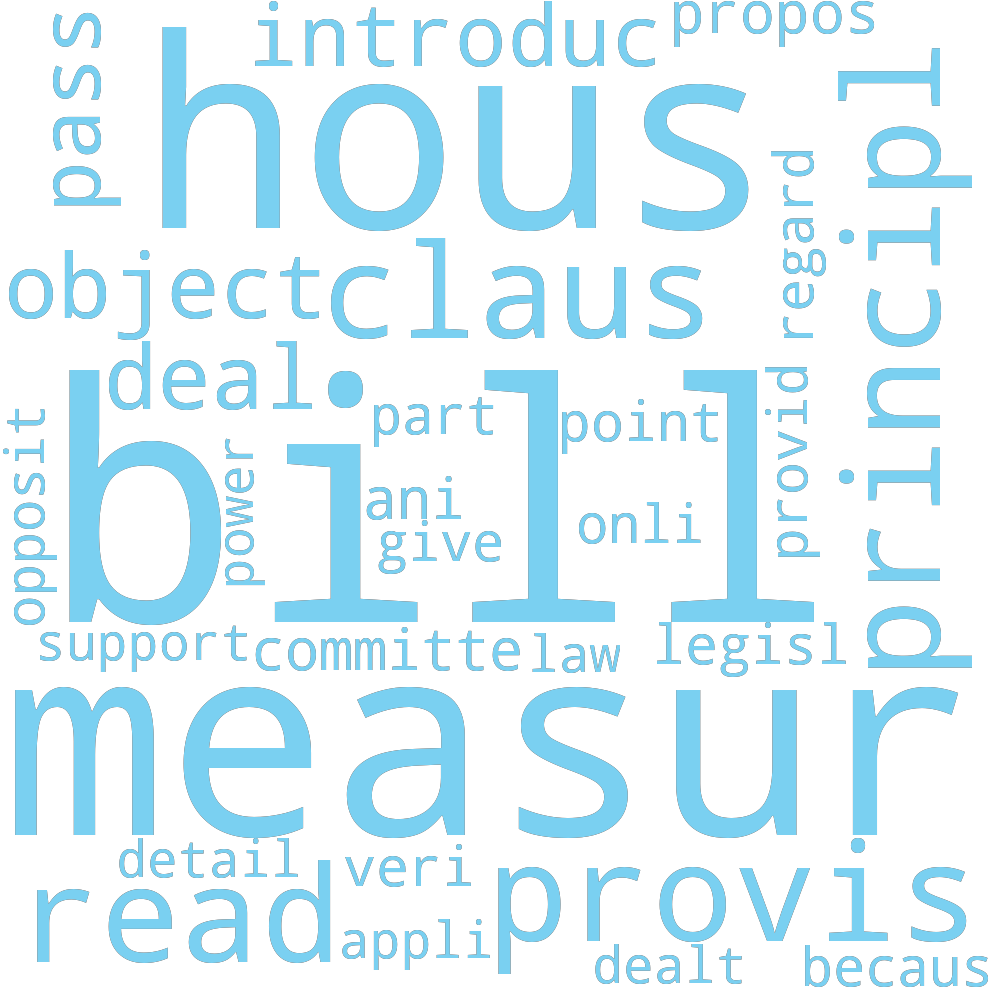 introduc
propos
pass
hous
principl
regard
object
claus
deal
bill
part
point
provid
opposit
power
ani
give
onli
support
committe
law
legisl
measur
detail
veri
read
provis
appli
dealt
becaus